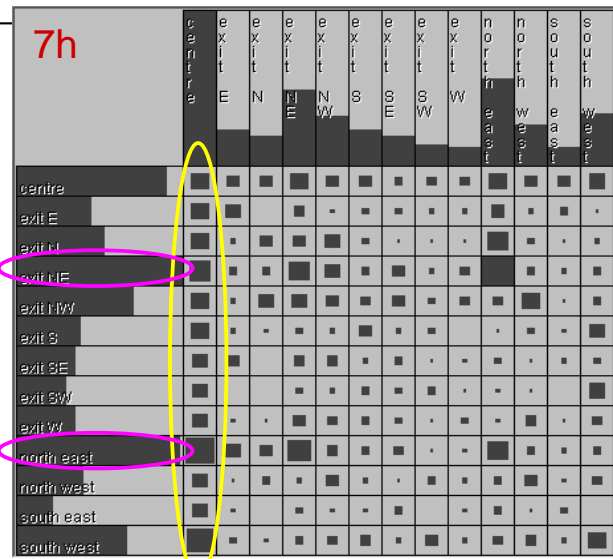 7h
centre
exit E
exit N
exit NE
exit NW
exit S
exit SE
exit SW
exit W
north east
north west
south east
south west
centre
exit E
exit N
exit NE
exit NW
exit S
exit SE
exit SW
exit W
north east
north west
south east
south west